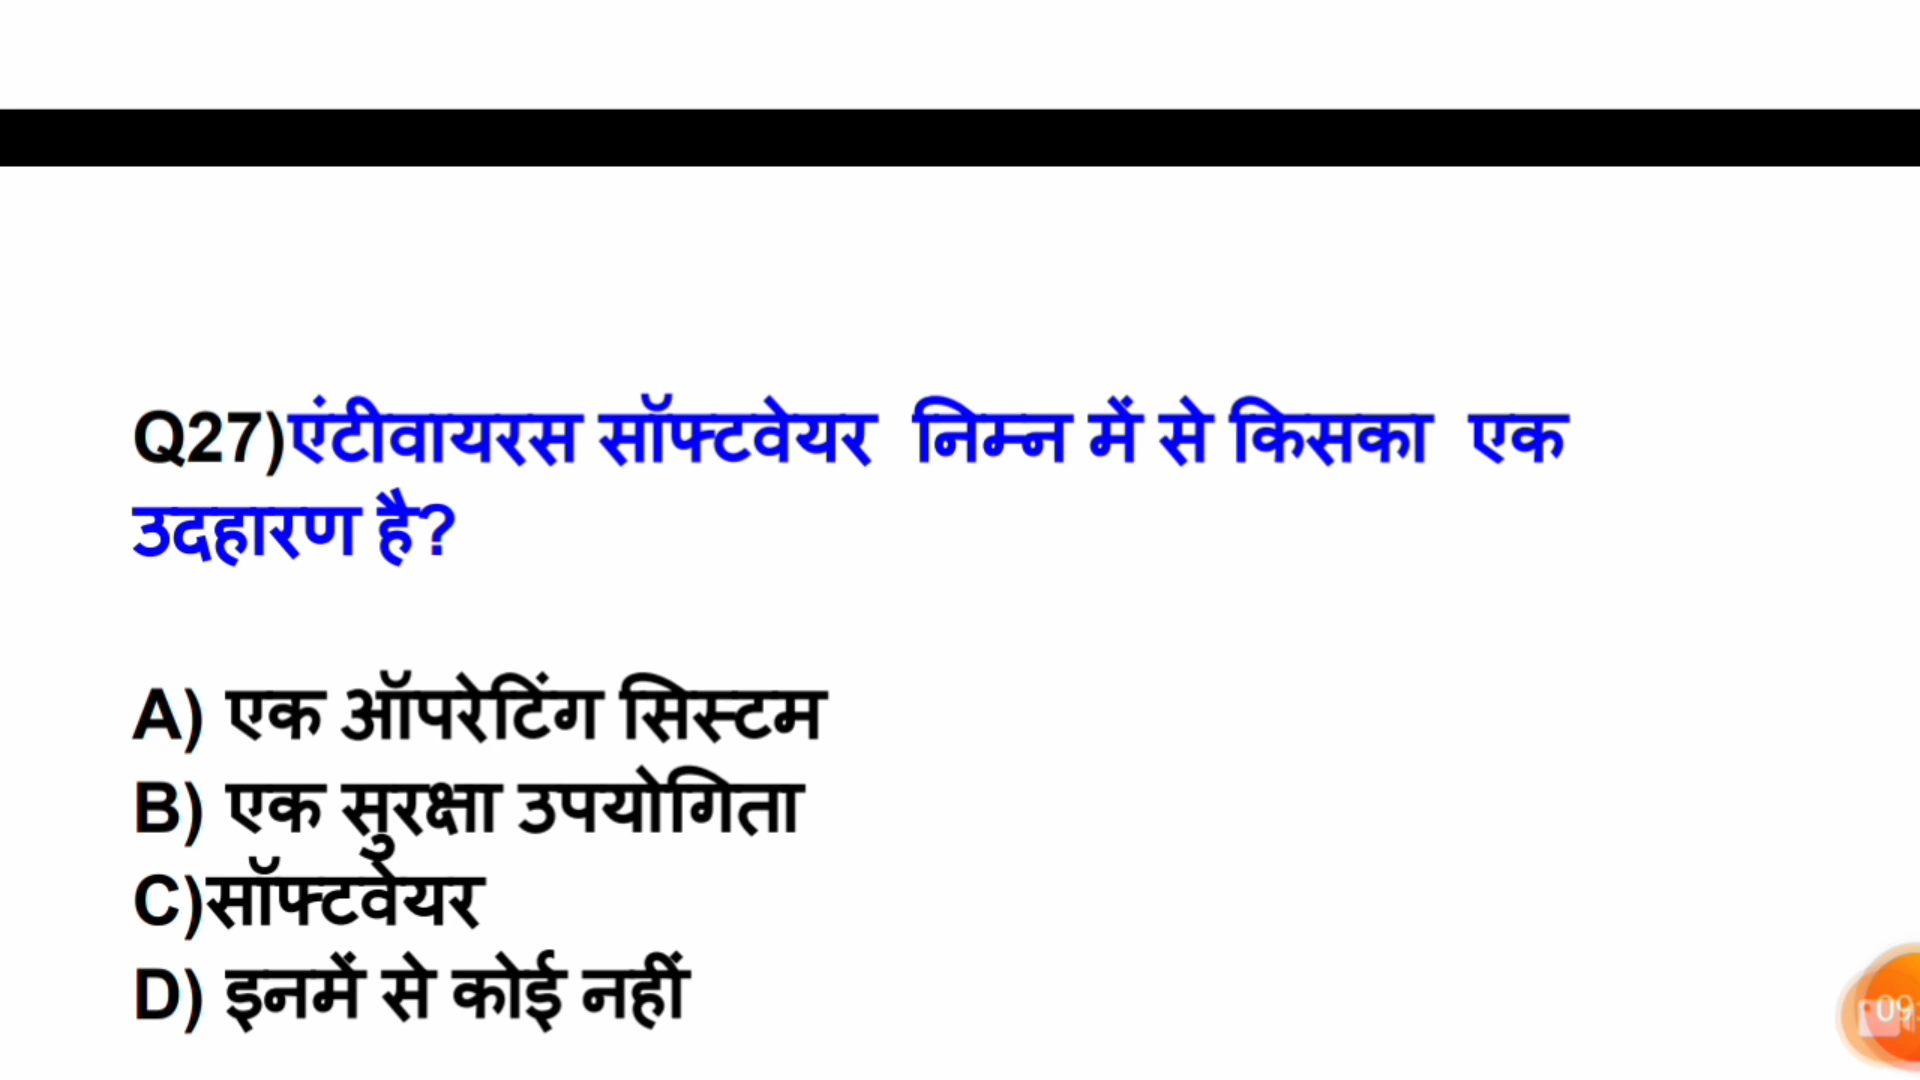 Q27)एंटीवायरस सॉफ्टवेयर  निम्न में से किसका  एक
उदहारण है?
A) एक ऑपरेटिंग सिस्टम
B) एक सुरक्षा उपयोगिता
C)सॉफ्टवेयर
D) इनमें से कोई नहीं